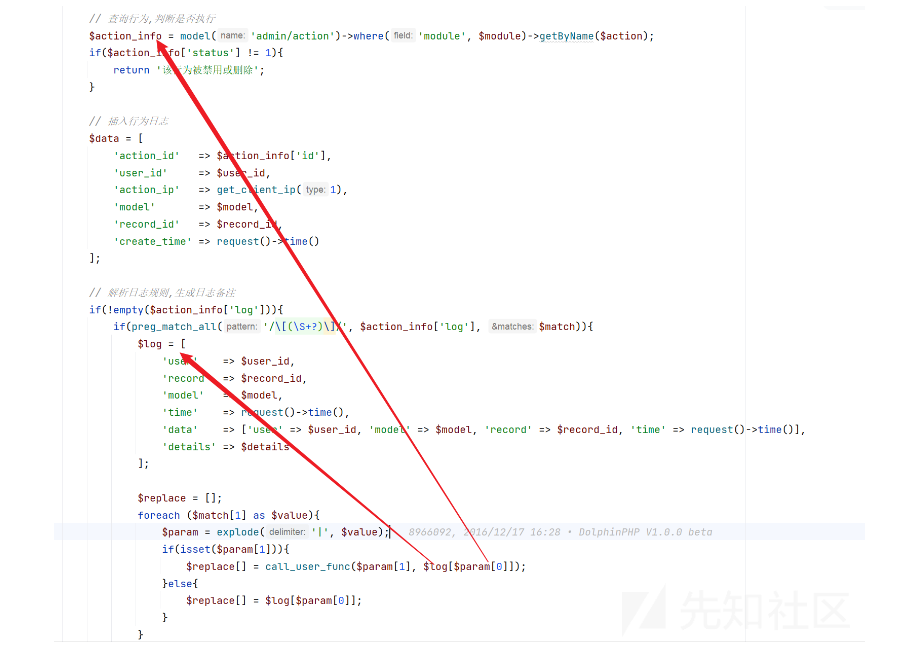 // 查询行为,判断是否执行
$action_info = model( name: 'admin/action')->where( field: 'module', $module)->getByName($action);
if($action_info['status'] != 1){
return '该行为被禁用或删除';
}
// 插入行为日志
$data = [
'action_id' => $action_info['id'],
'user_id' => $user_id,
'action_ip' => get_client_ip( type: 1),
'model' => $model,
'record_id' => $record_id,
'create_time' => request()->time()
];
// 解析日志规则,生成日志备注
if(!empty($action_info['log'])){
if(preg_match_all( pattern: '/\[(\S+?)\]/', $action_info['log'], &matches: $match)){
$log = [
'user' => $user_id,
'record' => $record_id,
'model' => $model,
'time' => request()->time(),
'data' => ['user' => $user_id, 'model' => $model, 'record' => $record_id, 'time' => request()->time()],
'details' => $details
];
$replace = [];
foreach ($match[1] as $value){
$param = explode( delimiter: '|', $value); 8966092, 2016/12/17 16:28 • DolphinPHP V1.0.0 beta
if(isset($param[1])){
$replace[] = call_user_func($param[1], $log[$param[0]]);
}else{
$replace[] = $log[$param[0]];
}
}
先知社区